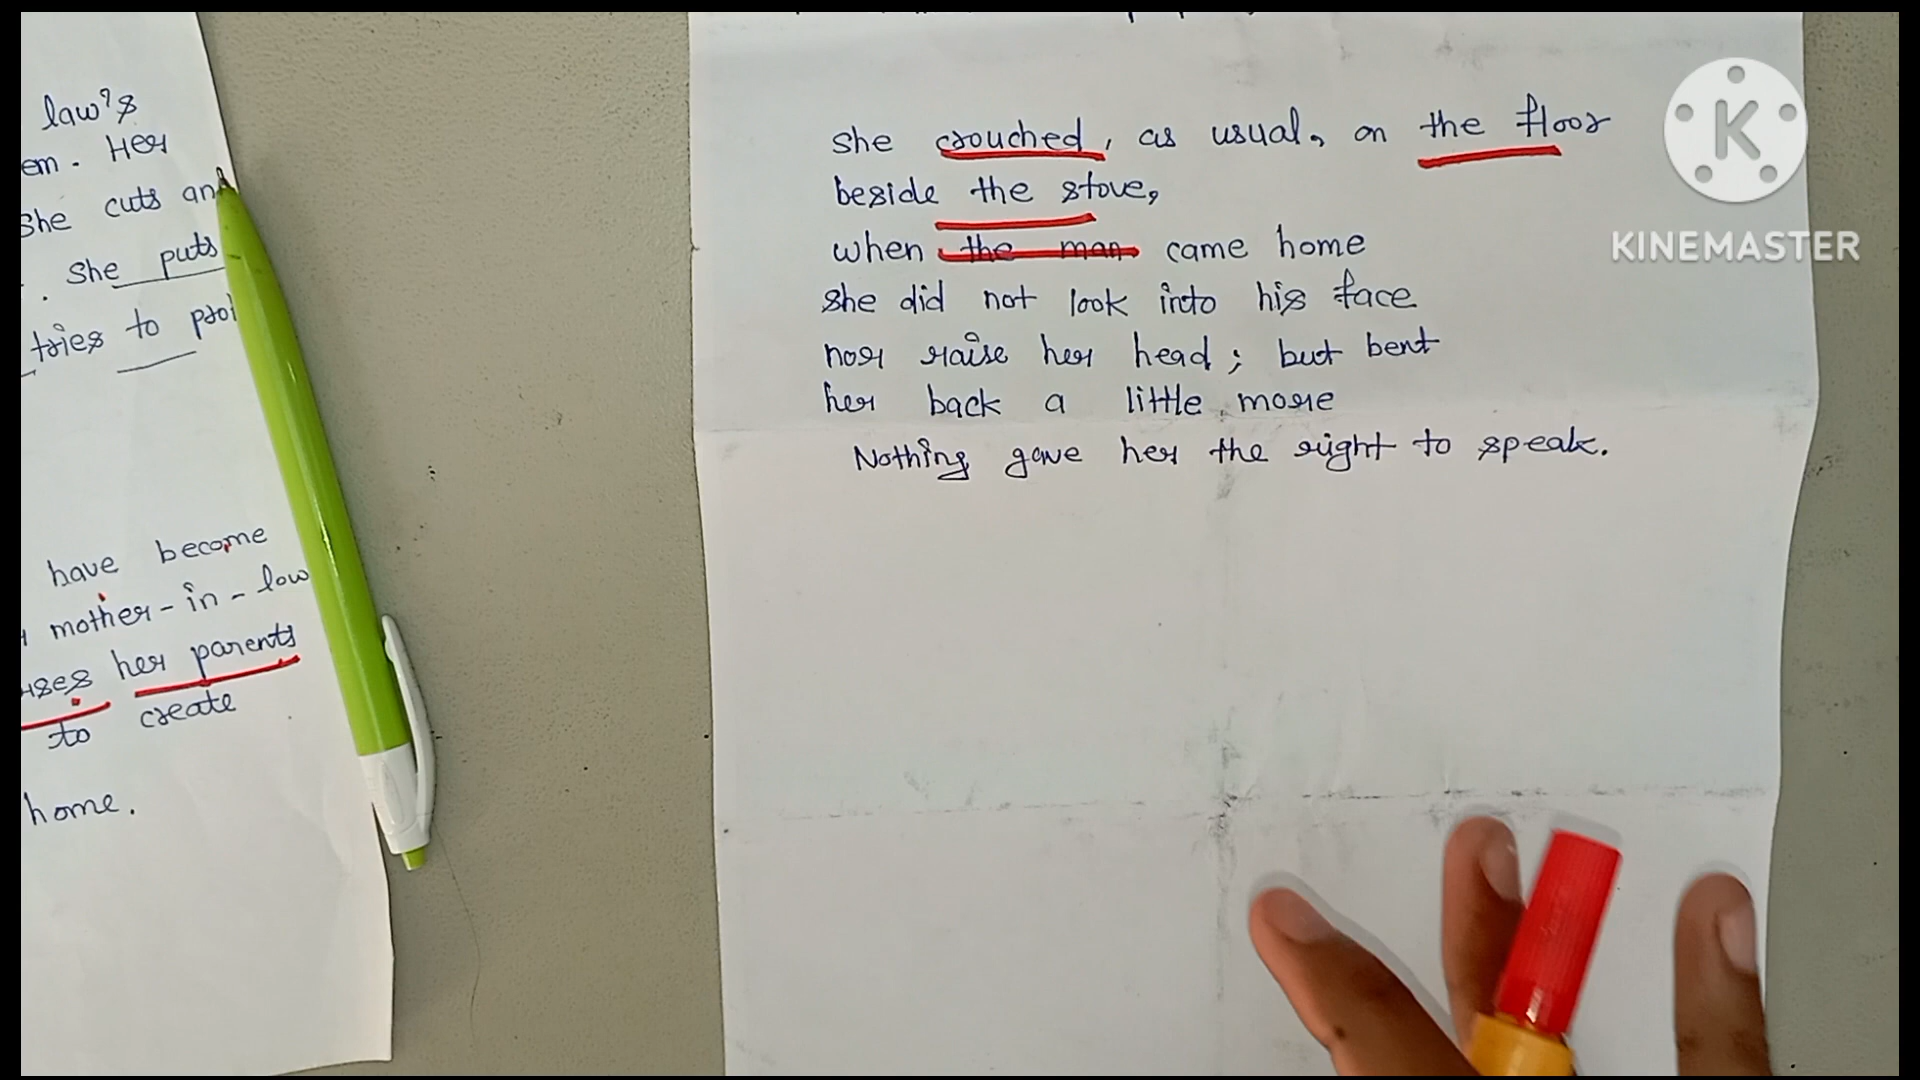 law's
em. Her
she cuts an
. She puts
tries to
have become
mother-in-law
her parents
to create
home.
she crouched, as usual, on the floor
beside the stove,
when the man came home
she did not look into his face
nor raise her head; but bent
her back a little more
Nothing gave her the right to speak.
K
KINEMASTER